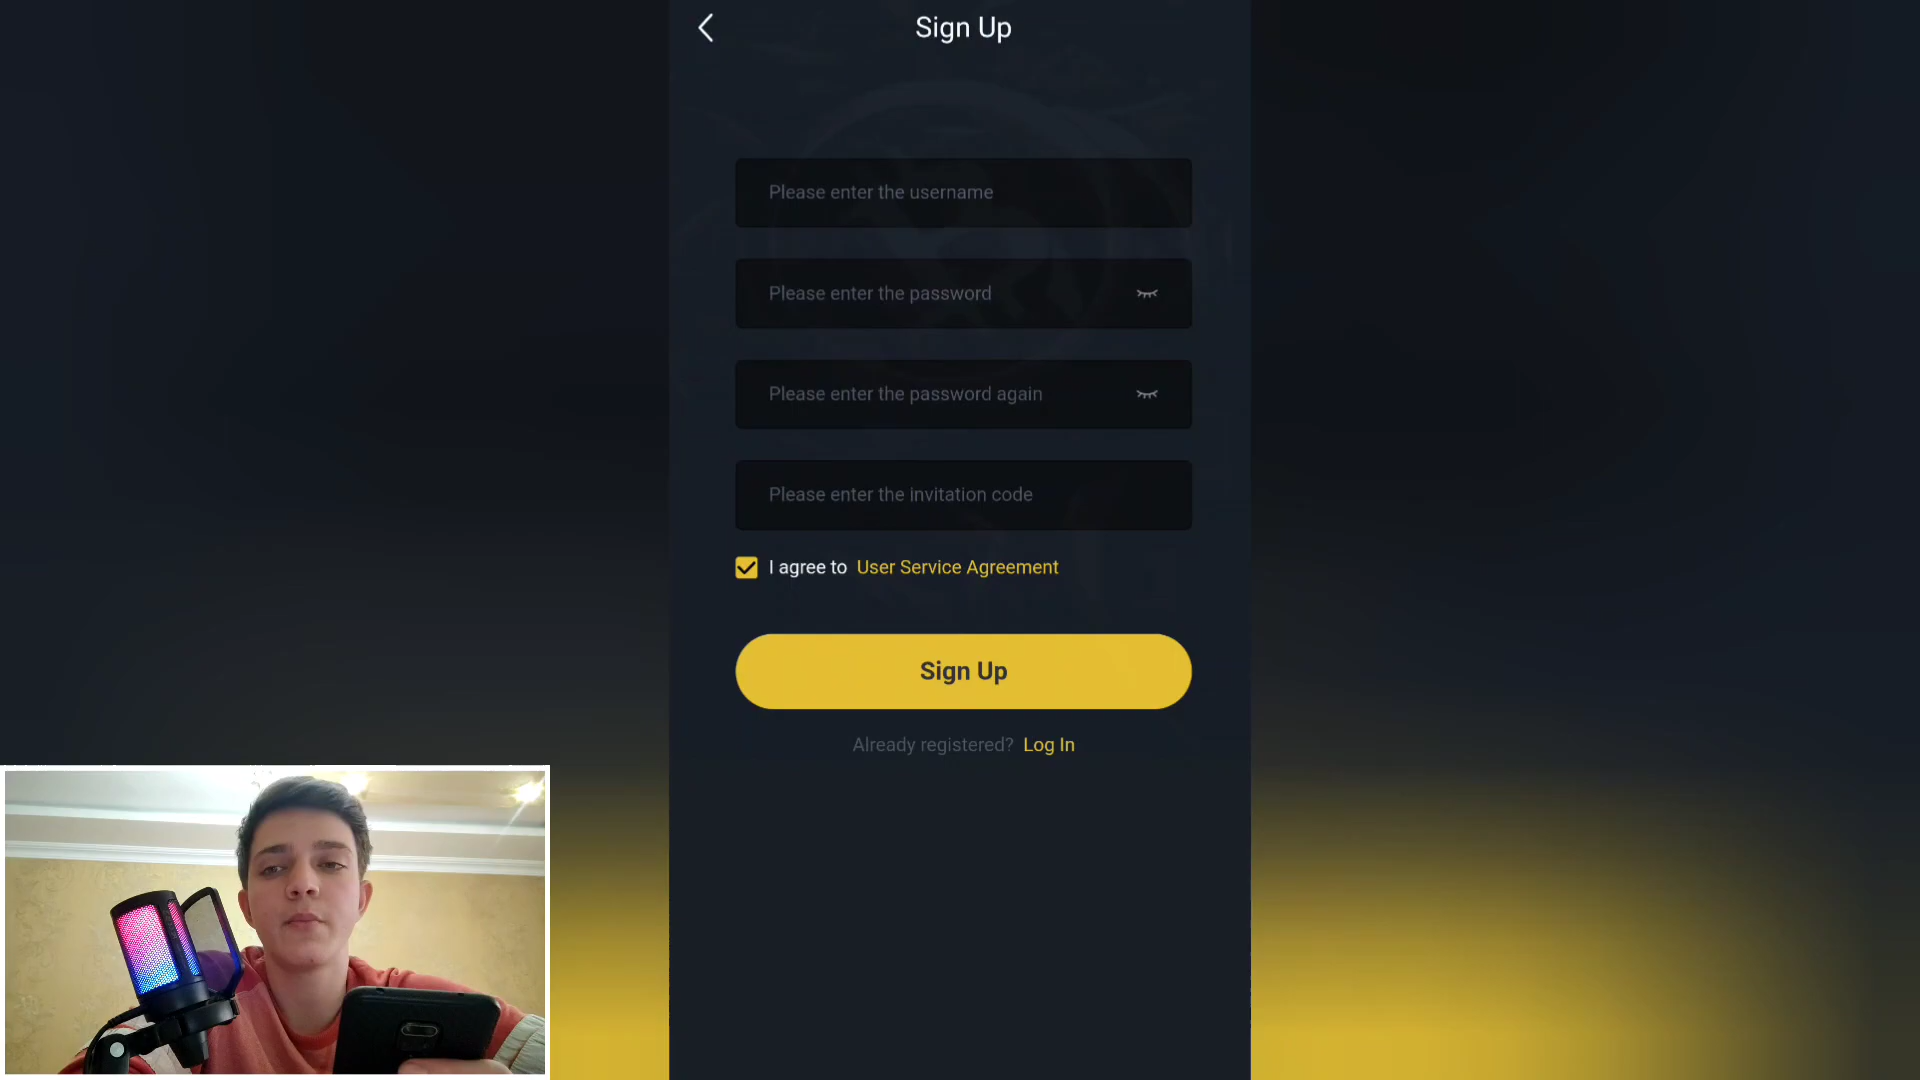 Sign Up
Please enter the username
Please enter the password
Please enter the password again
Please enter the invitation code
I agree to User Service Agreement
Sign Up
Already registered? Log In